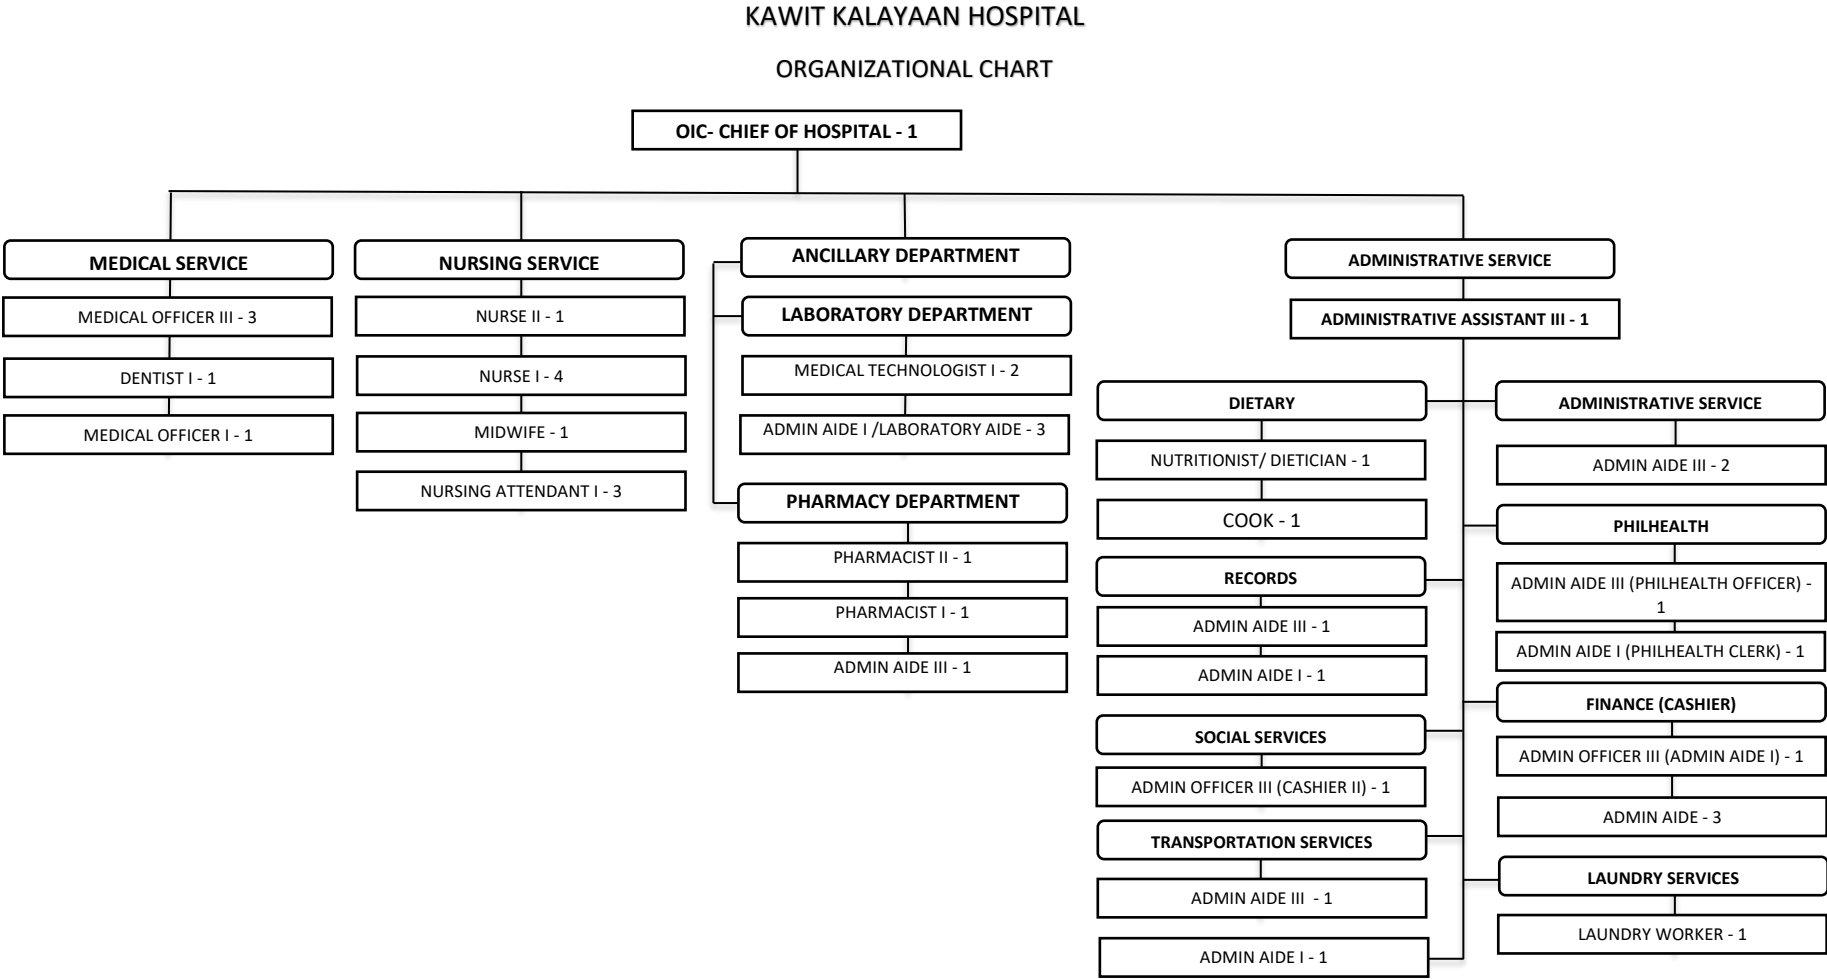 KAWIT KALAYAAN HOSPITAL
ORGANIZATIONAL CHART
OIC- CHIEF OF HOSPITAL - 1
MEDICAL SERVICE
MEDICAL OFFICER III - 3
DENTIST I - 1
MEDICAL OFFICER I - 1
NURSING SERVICE
NURSE II - 1
NURSE I - 4
MIDWIFE - 1
NURSING ATTENDANT I - 3
ANCILLARY DEPARTMENT
LABORATORY DEPARTMENT
MEDICAL TECHNOLOGIST I - 2
ADMIN AIDE I /LABORATORY AIDE - 3
PHARMACY DEPARTMENT
PHARMACIST II - 1
PHARMACIST I - 1
ADMIN AIDE III - 1
ADMINISTRATIVE SERVICE
ADMINISTRATIVE ASSISTANT III - 1
DIETARY
NUTRITIONIST/ DIETICIAN - 1
COOK - 1
RECORDS
ADMIN AIDE III - 1
ADMIN AIDE I - 1
SOCIAL SERVICES
ADMIN OFFICER III (CASHIER II) - 1
TRANSPORTATION SERVICES
ADMIN AIDE III - 1
ADMIN AIDE I - 1
ADMINISTRATIVE SERVICE
ADMIN AIDE III - 2
PHILHEALTH
ADMIN AIDE III (PHILHEALTH OFFICER) -
1
ADMIN AIDE I (PHILHEALTH CLERK) - 1
FINANCE (CASHIER)
ADMIN OFFICER III (ADMIN AIDE I) - 1
ADMIN AIDE - 3
LAUNDRY SERVICES
LAUNDRY WORKER - 1